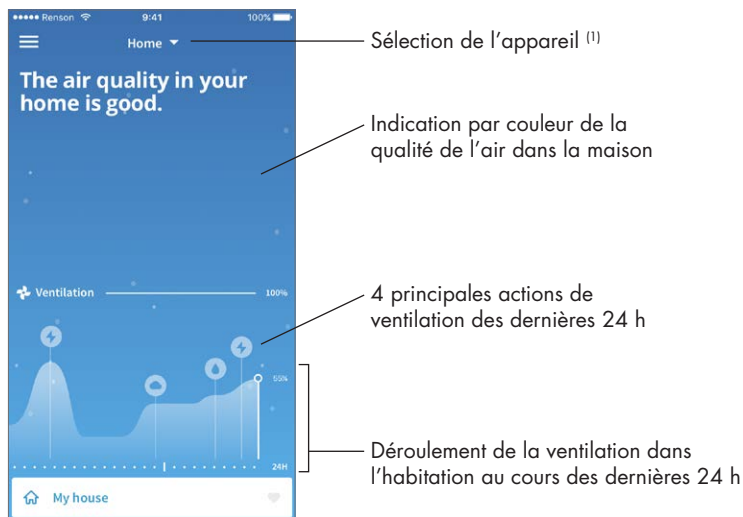 Renson 9:41 100%
Home
Sélection de l’appareil (1)
The air quality in your
home is good.
Indication par couleur de la
qualité de l’air dans la maison
Ventilation 100%
4 principales actions de
ventilation des dernières 24 h
55%
Déroulement de la ventilation dans
l’habitation au cours des dernières 24 h
24H
My house